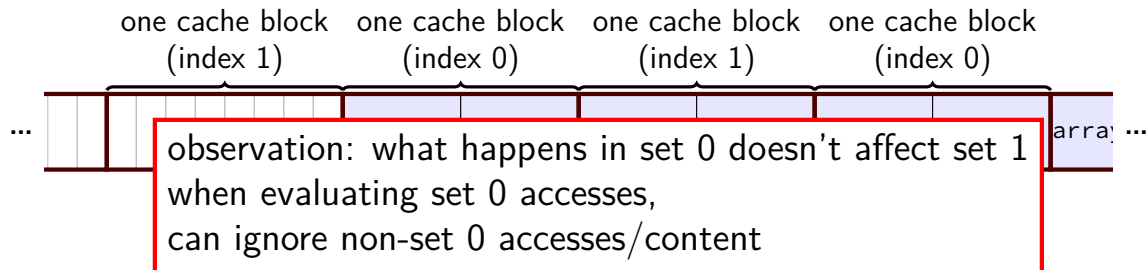 one cache block one cache block one cache block one cache block
(index 1) (index 0) (index 1) (index 0)
... array ...
observation: what happens in set 0 doesn't affect set 1
when evaluating set 0 accesses,
can ignore non-set 0 accesses/content